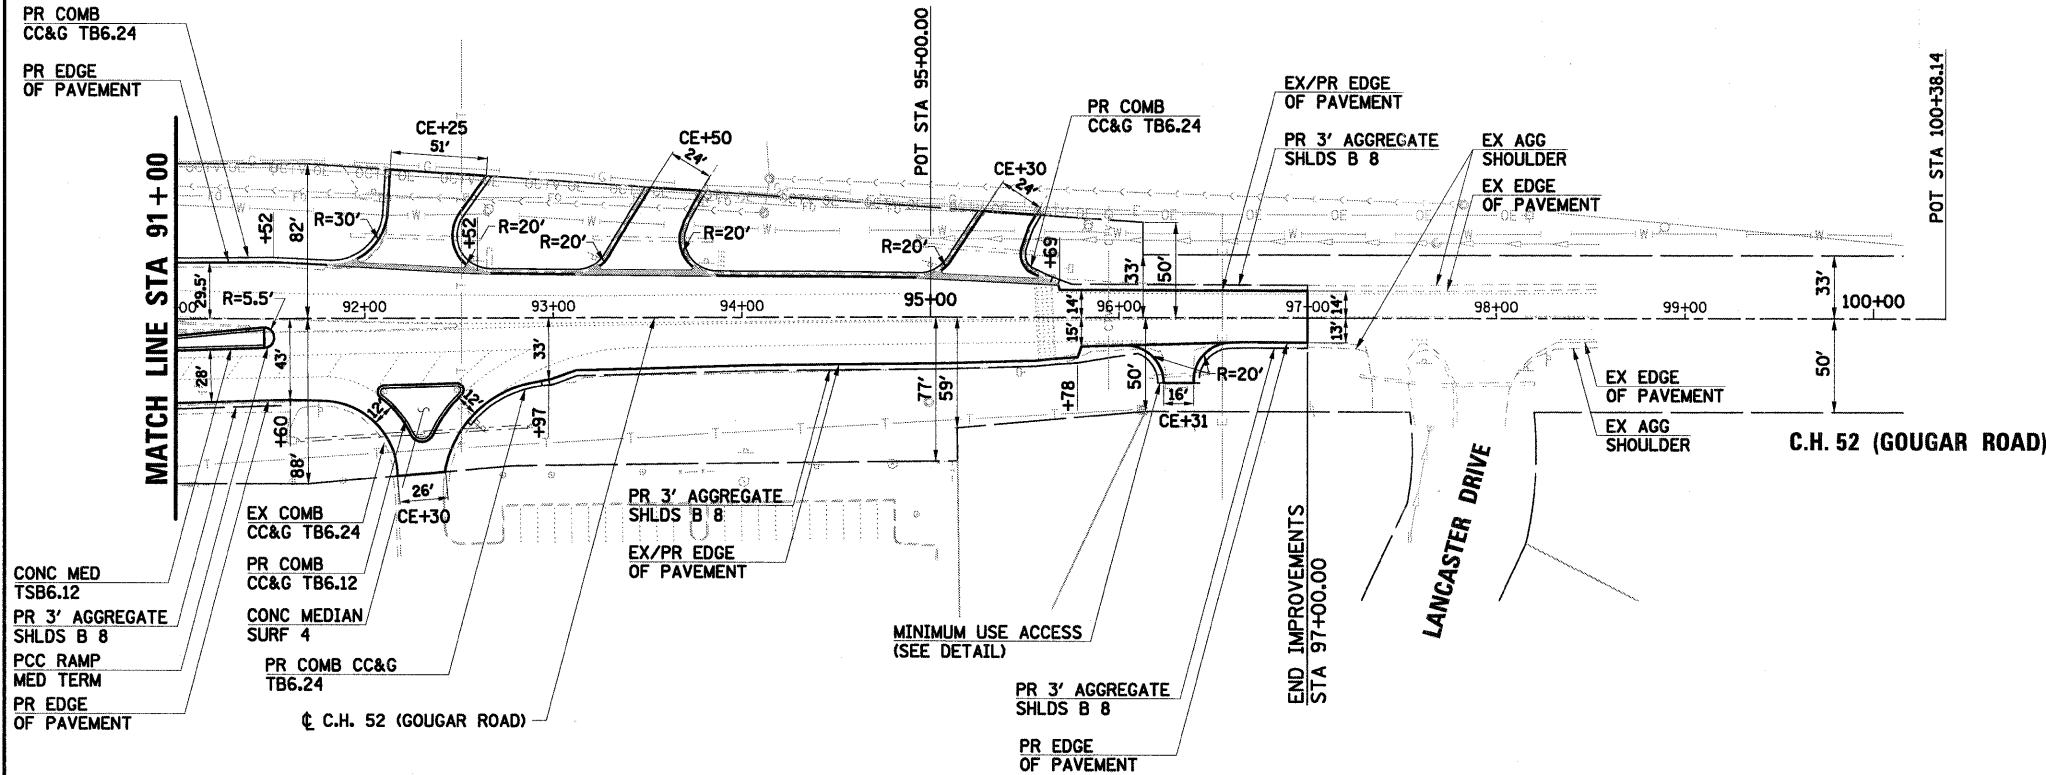 PR COMB
CC&G TB6.24
PR EDGE
OF PAVEMENT
MATCH LINE STA 91+00
CE+25
51'
CE+50
24'
POT STA 95+00.00
PR COMB
CC&G TB6.24
CE+30
24'
EX/PR EDGE
OF PAVEMENT
PR 3' AGGREGATE
SHLDS B 8
EX AGG
SHOULDER
EX EDGE
OF PAVEMENT
POT STA 100+38.14
+52
82'
R=30'
+52
R=20'
R=20'
R=20'
R=20'
+69
33'
50'
33'
29.5'
R=5.5'
00
92+00
93+00
94+00
95+00
96+00
97+00
98+00
99+00
100+00
14'
15'
14'
13'
28'
43'
33'
77'
59'
50'
50'
12'
12'
+60
88'
+97
+78
R=20'
16'
CE+31
26'
CE+30
EX EDGE
OF PAVEMENT
EX AGG
SHOULDER
C.H. 52 (GOUGAR ROAD)
LANCASTER DRIVE
PR 3' AGGREGATE
SHLDS B 8
EX/PR EDGE
OF PAVEMENT
EX COMB
CC&G TB6.24
PR COMB
CC&G TB6.12
CONC MEDIAN
SURF 4
PR COMB CC&G
TB6.24
℄ C.H. 52 (GOUGAR ROAD)
CONC MED
TSB6.12
PR 3' AGGREGATE
SHLDS B 8
PCC RAMP
MED TERM
PR EDGE
OF PAVEMENT
MINIMUM USE ACCESS
(SEE DETAIL)
PR 3' AGGREGATE
SHLDS B 8
PR EDGE
OF PAVEMENT
END IMPROVEMENTS
STA 97+00.00